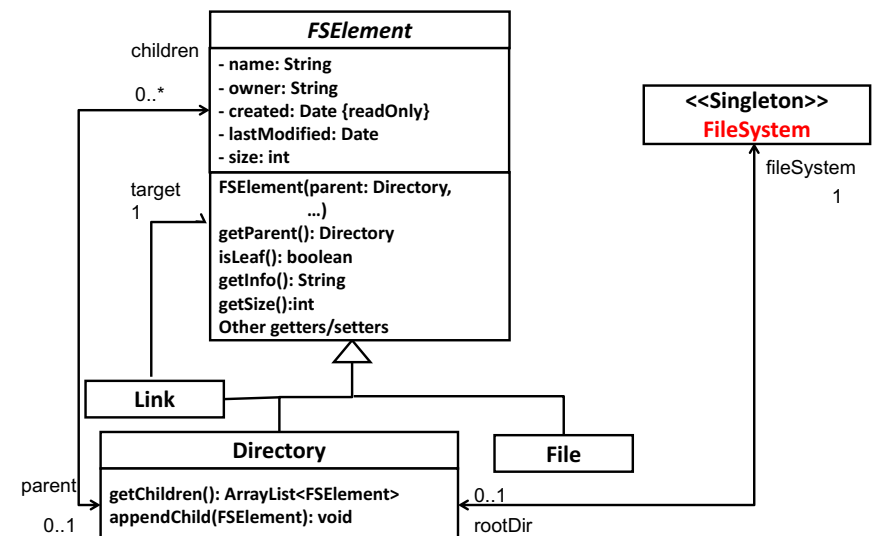 FSElement
children
- name: String
- owner: String
0..*
- created: Date {readOnly}
- lastModified: Date
- size: int
<<Singleton>>
FileSystem
fileSystem
1
target
1
FSElement(parent: Directory,
…)
getParent(): Directory
isLeaf(): boolean
getInfo(): String
getSize():int
Other getters/setters
Link
Directory
File
parent
0..1
getChildren(): ArrayList<FSElement>
appendChild(FSElement): void
0..1
rootDir